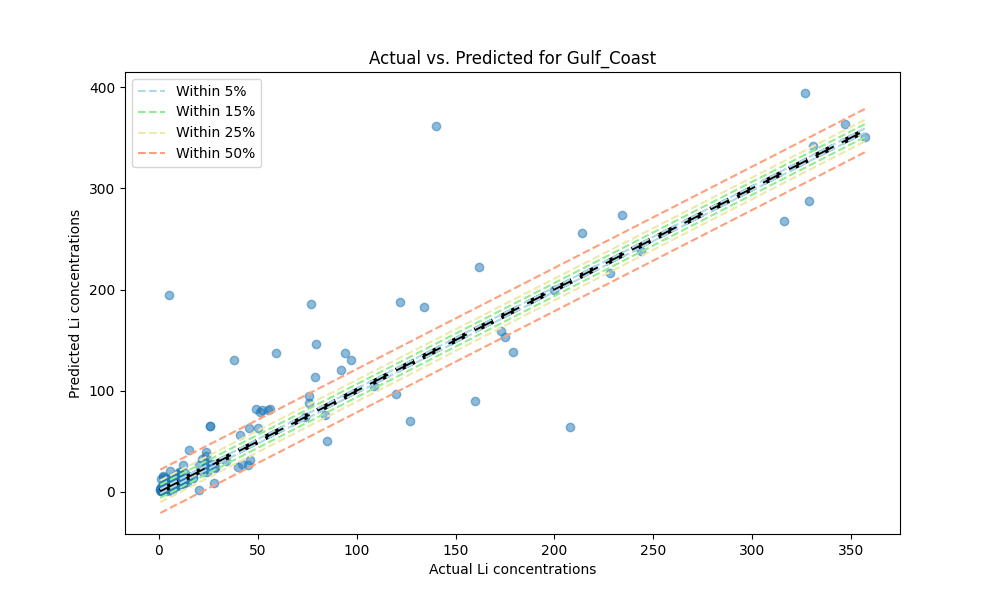 Actual vs. Predicted for Gulf_Coast
Within 5%
Within 15%
Within 25%
Within 50%
Predicted Li concentrations
400
300
200
100
0
0 50 100 150 200 250 300 350
Actual Li concentrations